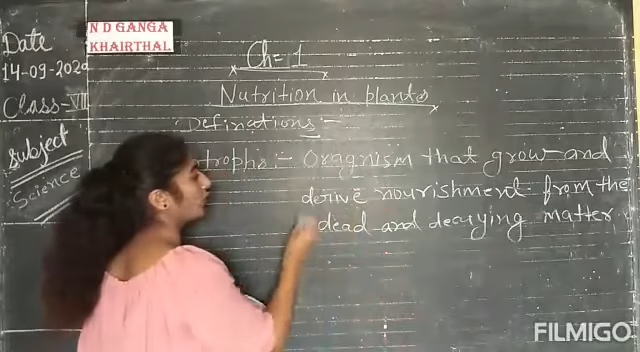 Date
14-09-2020
Class-VII
Subject
Science
N D GANGA
KHAIRTHAL
Ch=1
Nutrition in plants
Definations:-
trophs:- Oragnism that grow and
derive nourishment from the
dead and decaying matter
FILMIGO